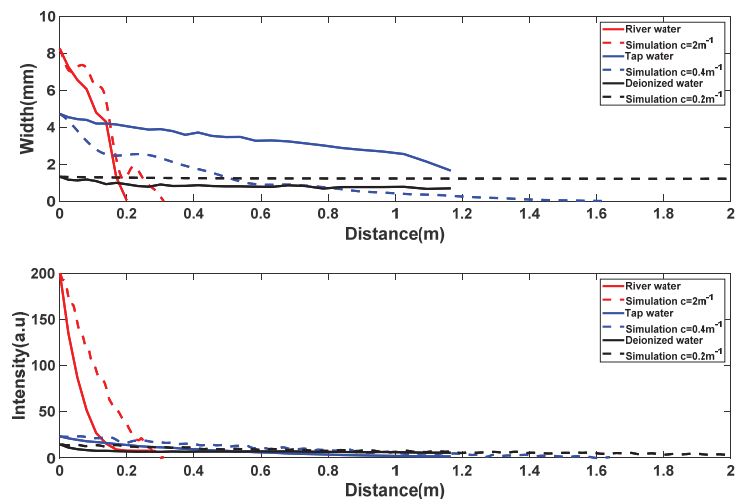 10
8
6
4
2
0
Width(mm)
0 0.2 0.4 0.6 0.8 1 1.2 1.4 1.6 1.8 2
Distance(m)
River water
Simulation c=2m⁻¹
Tap water
Simulation c=0.4m⁻¹
Deionized water
Simulation c=0.2m⁻¹
200
150
100
50
0
Intensity(a.u)
0 0.2 0.4 0.6 0.8 1 1.2 1.4 1.6 1.8 2
Distance(m)
River water
Simulation c=2m⁻¹
Tap water
Simulation c=0.4m⁻¹
Deionized water
Simulation c=0.2m⁻¹